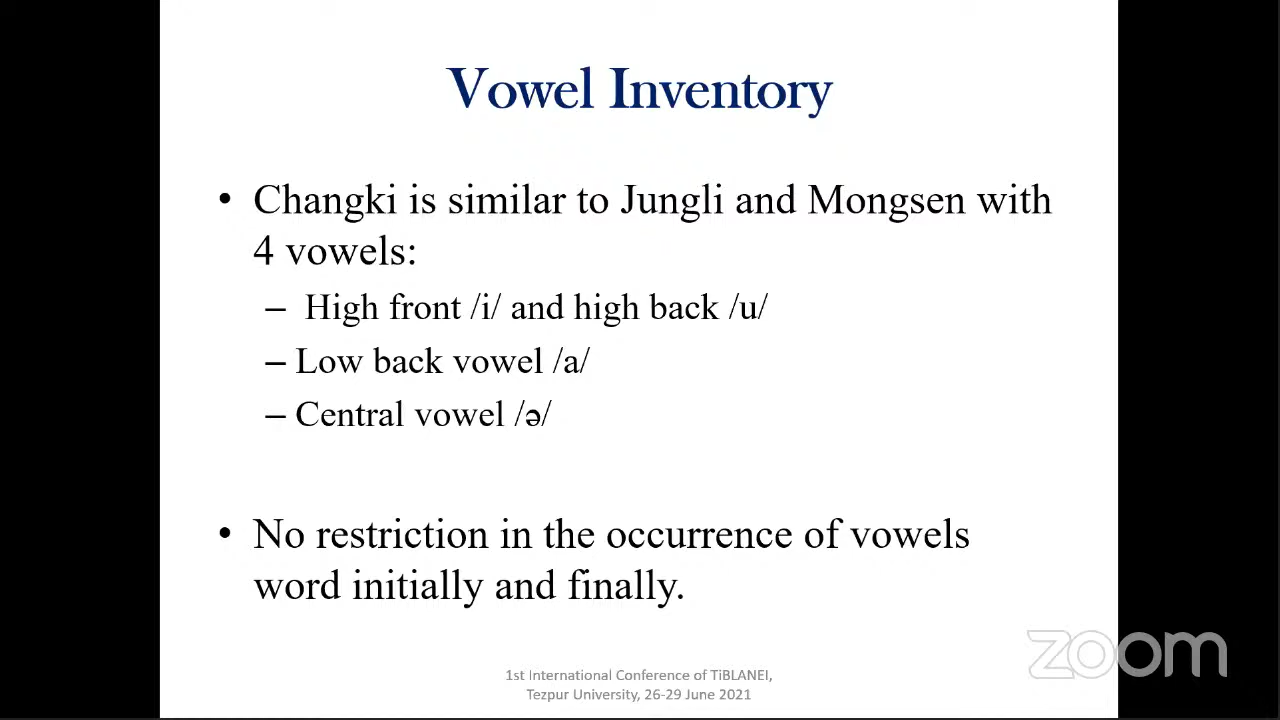 Vowel Inventory
• Changki is similar to Jungli and Mongsen with
4 vowels:
– High front /i/ and high back /u/
– Low back vowel /a/
– Central vowel /ə/
• No restriction in the occurrence of vowels
word initially and finally.
zoom
1st International Conference of TiBLANEI,
Tezpur University, 26-29 June 2021